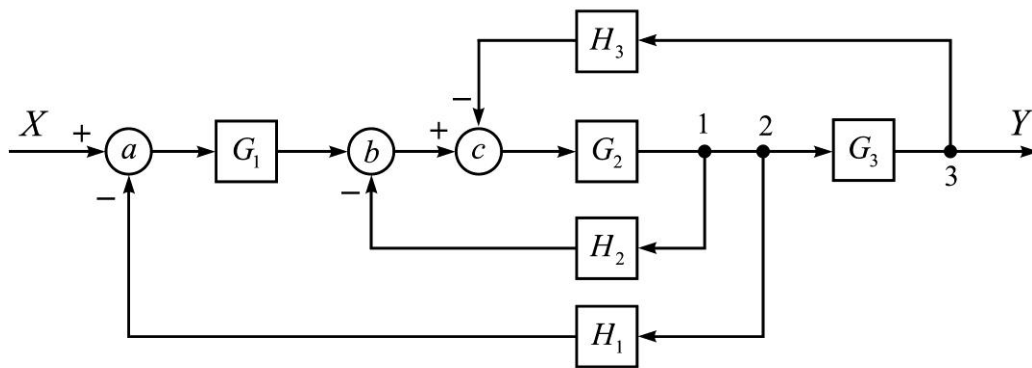 H₃
−
X + a G₁ b + c G₂ 1 2 G₃ Y
− − 3
H₂
H₁